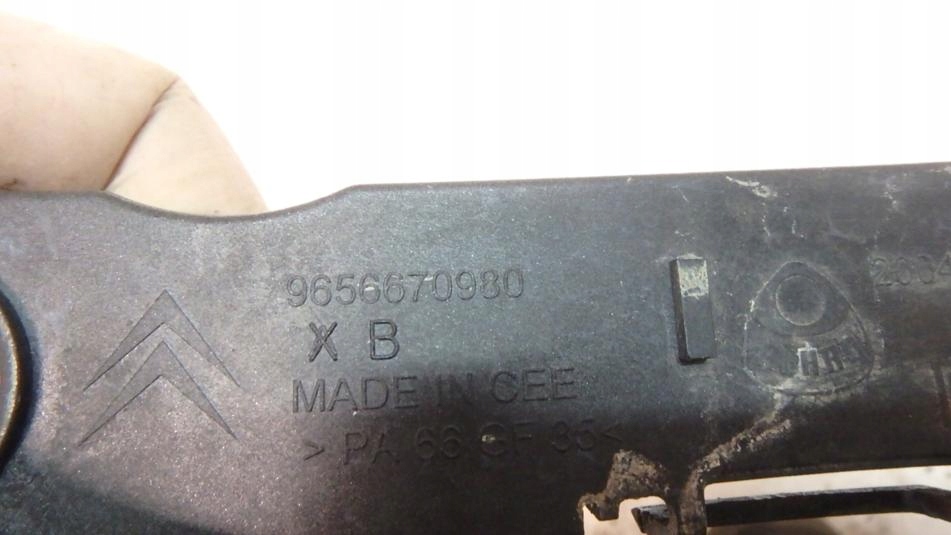 9656670980
X B
MADE IN CEE
> PA 66 GF 35<